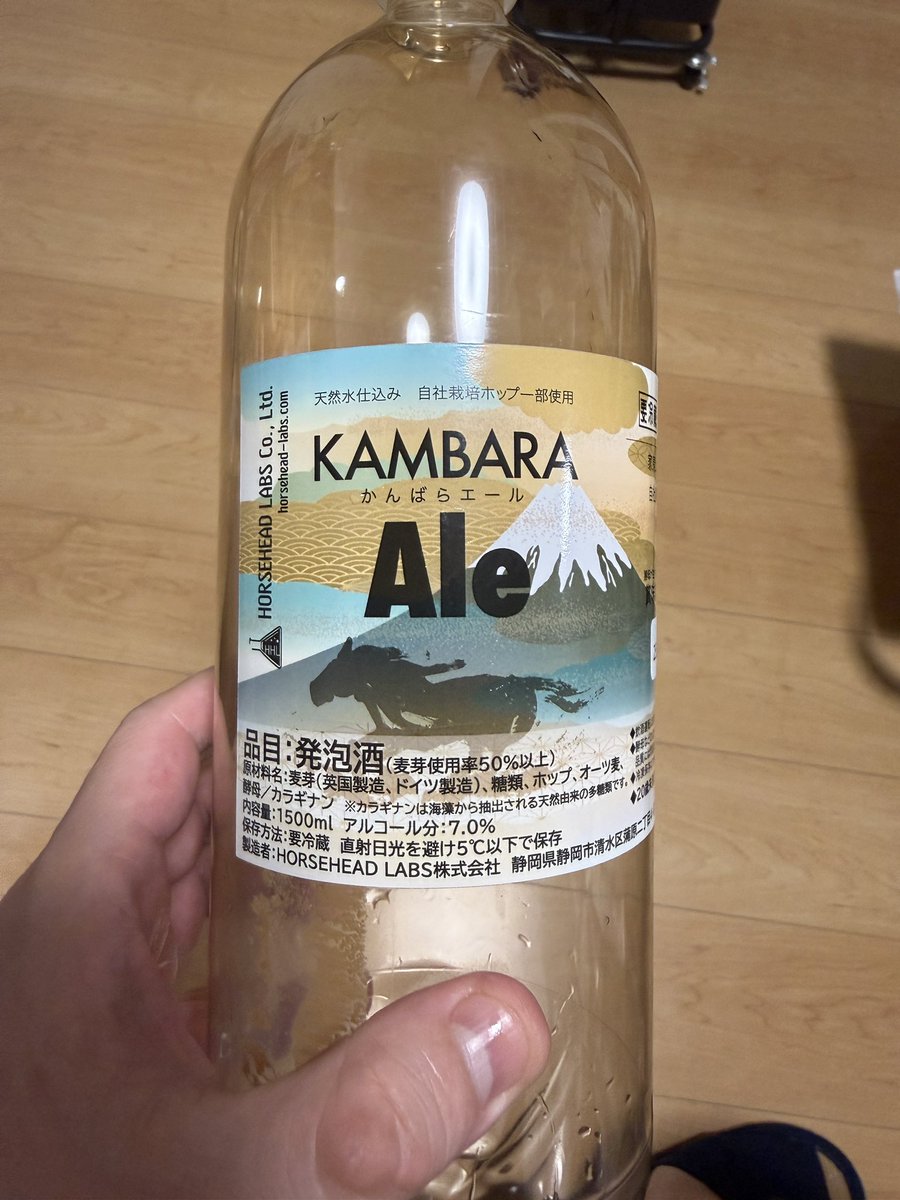 天然水仕込み 自社栽培ホップ一部使用
KAMBARA
かんばらエール
Ale
HORSEHEAD LABS Co., Ltd.
horsehead-labs.com
HHL
品目:発泡酒(麦芽使用率50%以上)
原材料名:麦芽(英国製造、ドイツ製造)、糖類、ホップ、オーツ麦、
酵母/カラギナン ※カラギナンは海藻から抽出される天然由来の多糖類です。
内容量:1500ml アルコール分:7.0%
保存方法:要冷蔵 直射日光を避け5℃以下で保存
製造者:HORSEHEAD LABS株式会社 静岡県静岡市清水区蒲原二丁